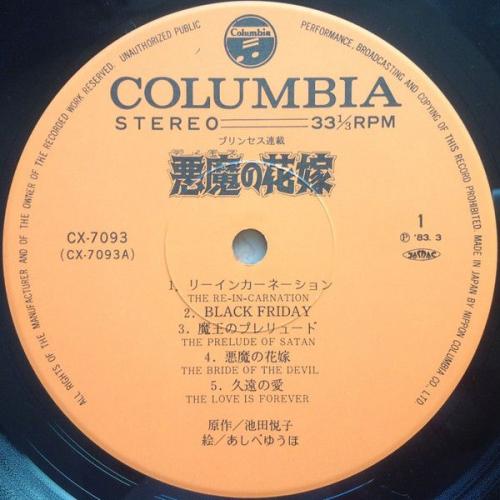 ALL RIGHTS OF THE MANUFACTURER AND OF THE OWNER OF THE RECORDED WORK RESERVED. UNAUTHORIZED PUBLIC PERFORMANCE, BROADCASTING AND COPYING OF THIS RECORD PROHIBITED. MADE IN JAPAN BY NIPPON COLUMBIA CO., LTD.
Columbia
COLUMBIA
STEREO 33⅓RPM
プリンセス連載
悪魔の花嫁
CX-7093
(CX-7093A)
1
Ⓟ '83. 3
JASRAC
1. リーインカーネーション
THE RE-IN-CARNATION
2. BLACK FRIDAY
3. 魔王のプレリュード
THE PRELUDE OF SATAN
4. 悪魔の花嫁
THE BRIDE OF THE DEVIL
5. 久遠の愛
THE LOVE IS FOREVER
原作/池田悦子
絵/あしべゆうほ